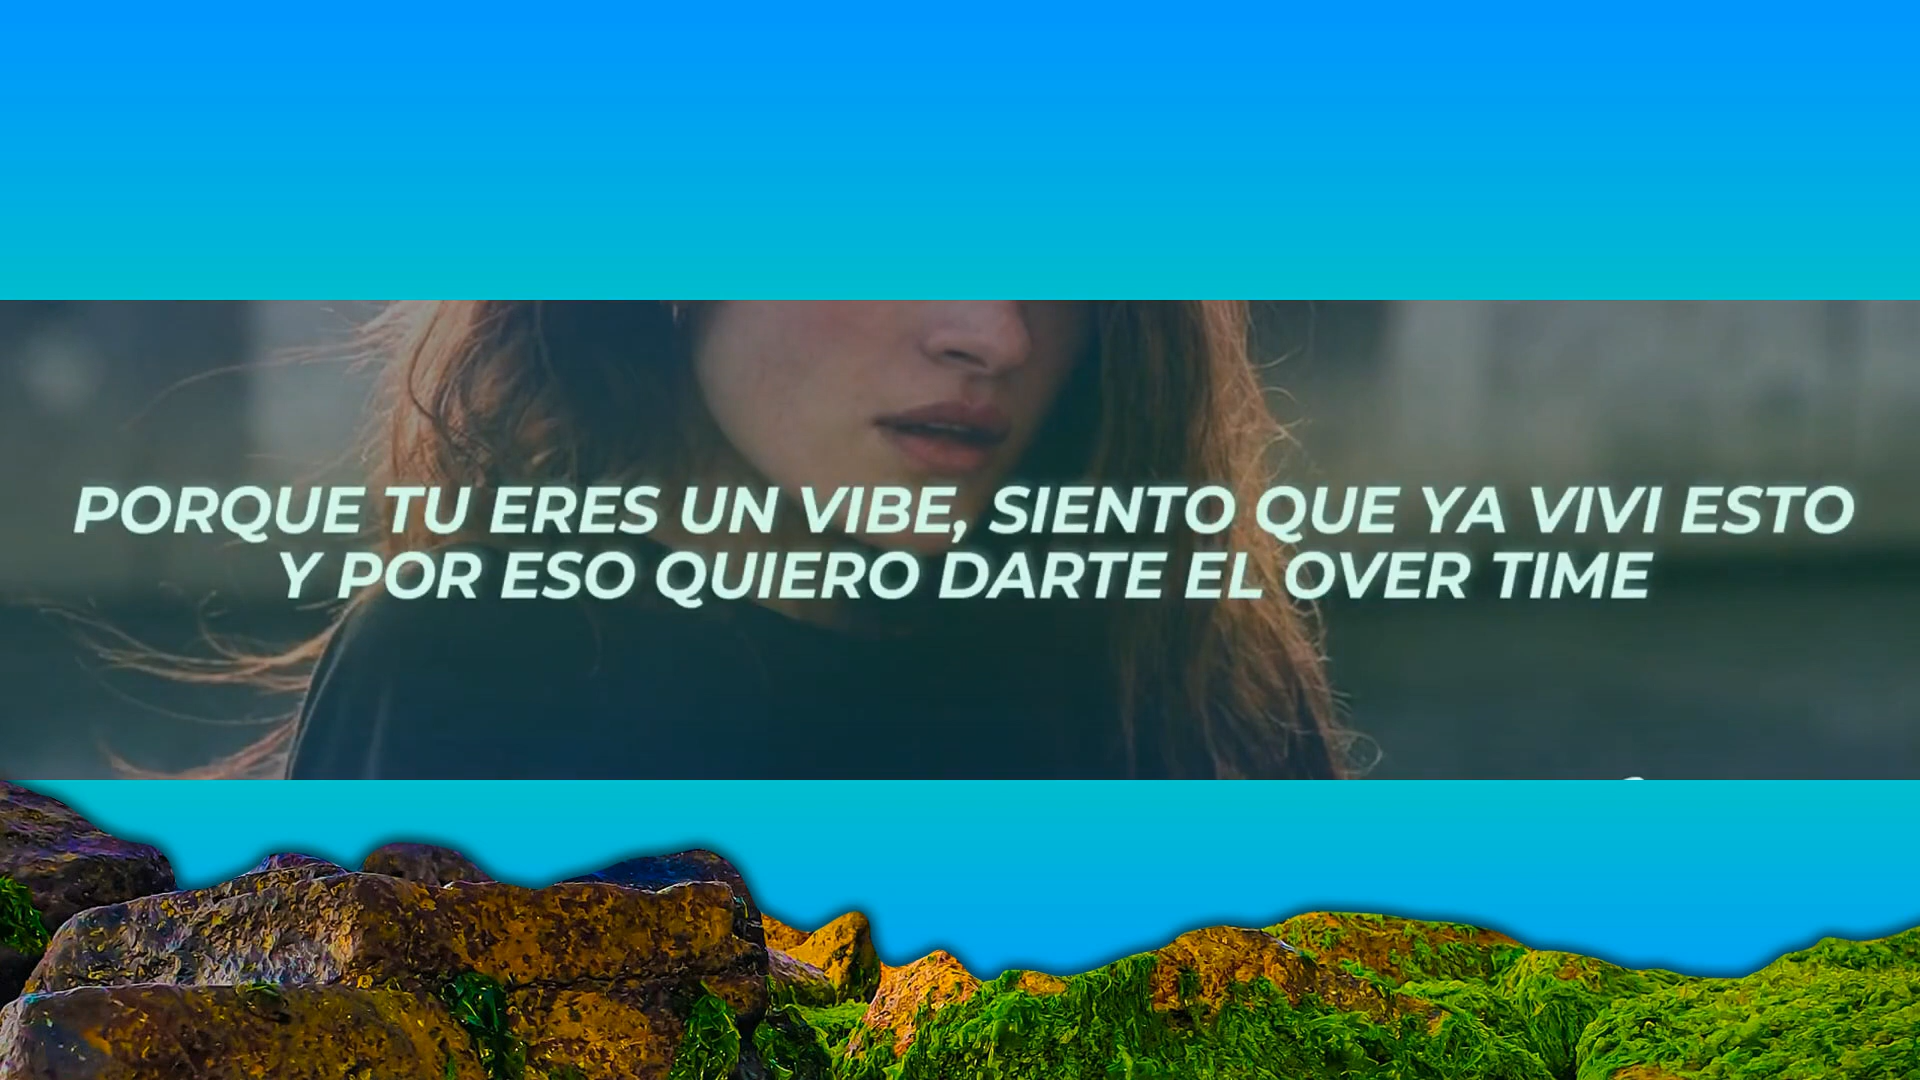 PORQUE TU ERES UN VIBE, SIENTO QUE YA VIVI ESTO
Y POR ESO QUIERO DARTE EL OVER TIME